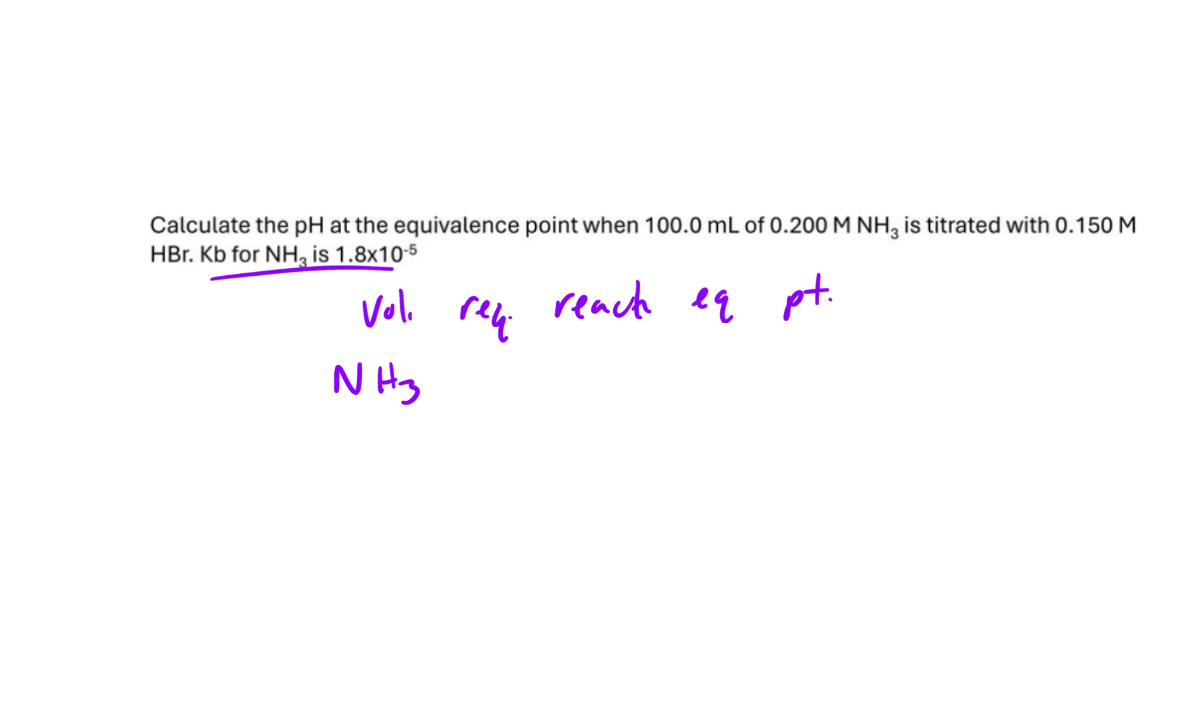 Calculate the pH at the equivalence point when 100.0 mL of 0.200 M NH₃ is titrated with 0.150 M
HBr. Kb for NH₃ is 1.8x10⁻⁵
Vol. req. reach eq pt.
NH₃